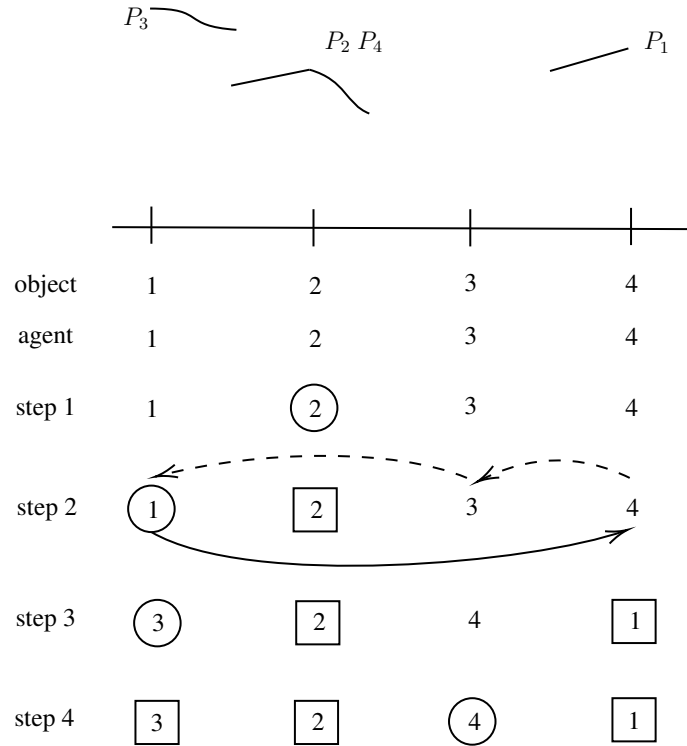 P₃
P₂ P₄
P₁
object 1 2 3 4
agent 1 2 3 4
step 1 1 2 3 4
step 2 1 2 3 4
step 3 3 2 4 1
step 4 3 2 4 1